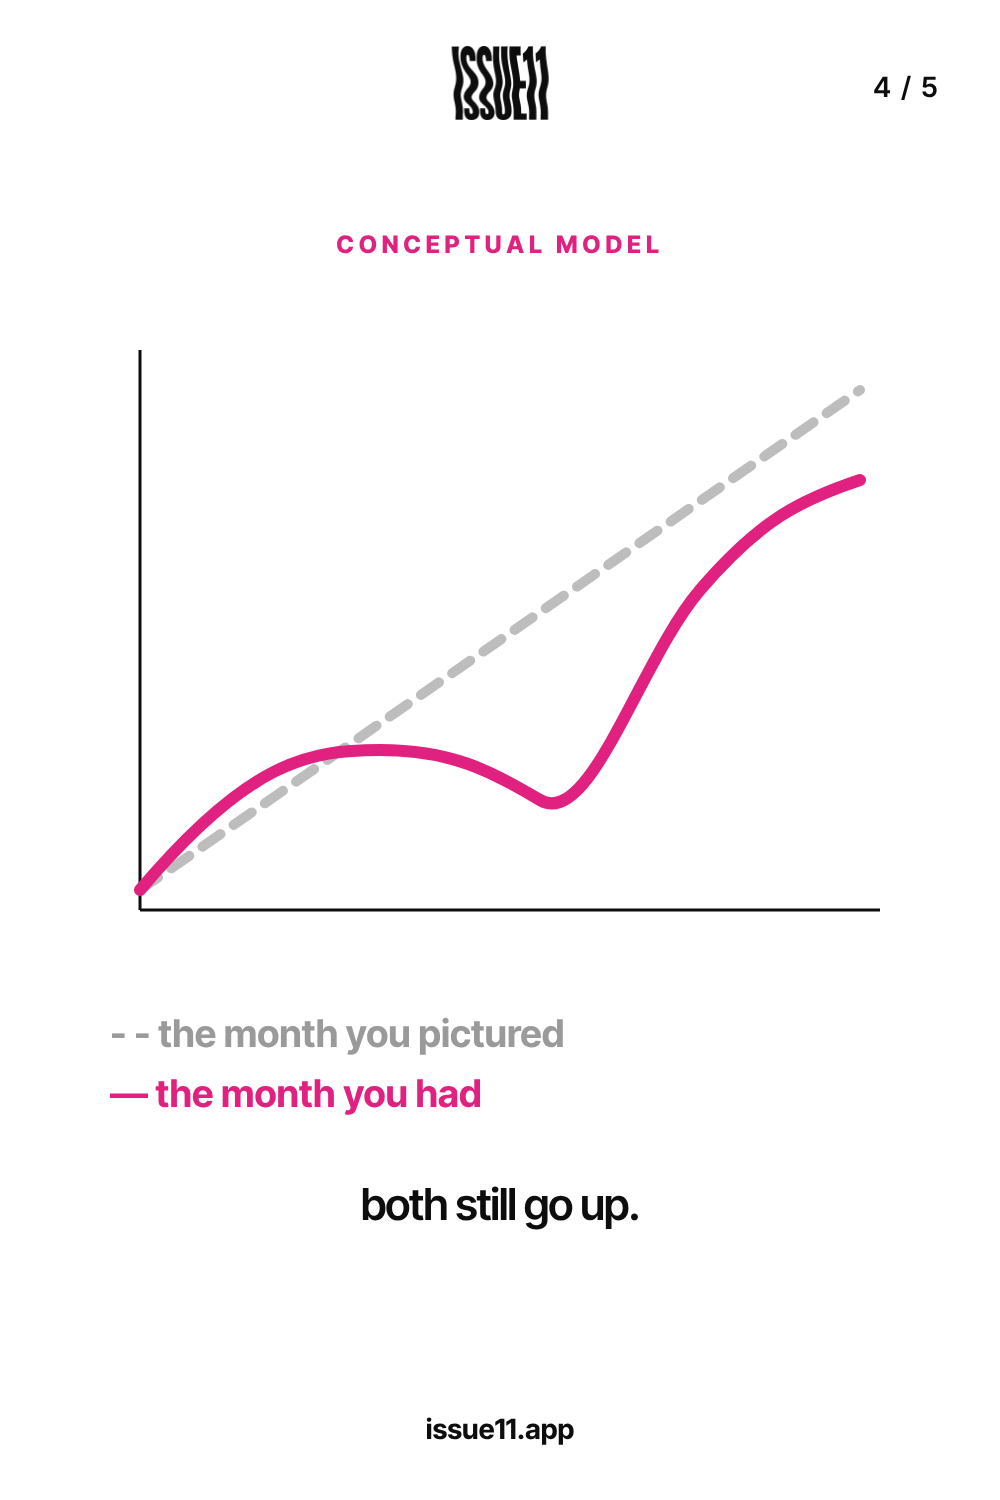 ISSUE11
4 / 5
CONCEPTUAL MODEL
- - the month you pictured
— the month you had
both still go up.
issue11.app